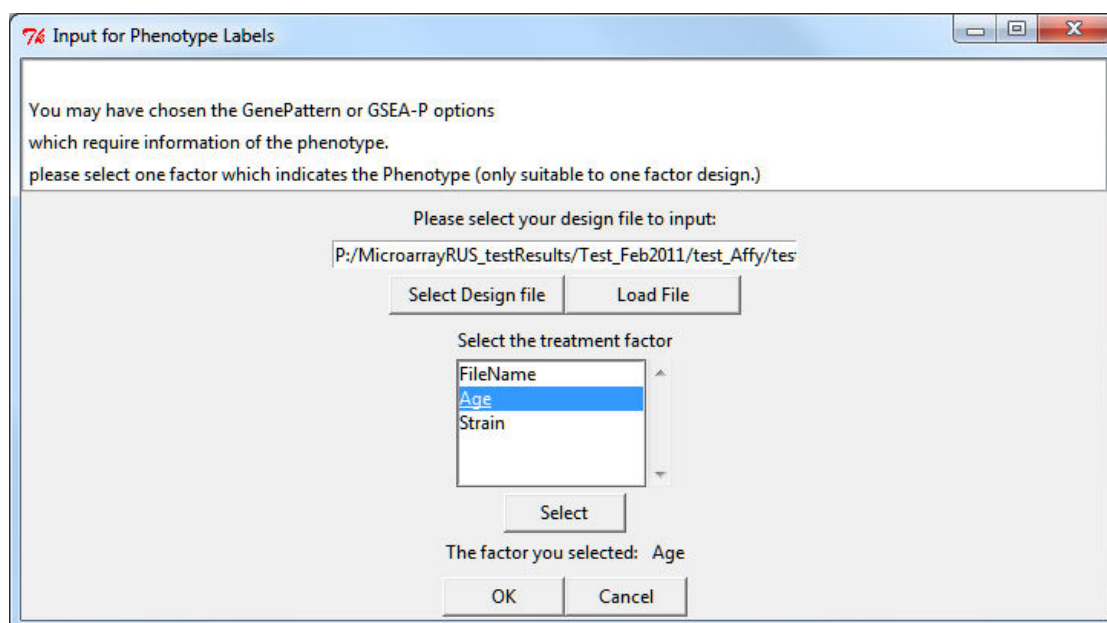 Input for Phenotype Labels
You may have chosen the GenePattern or GSEA-P options
which require information of the phenotype.
please select one factor which indicates the Phenotype (only suitable to one factor design.)
Please select your design file to input:
P:/MicroarrayRUS_testResults/Test_Feb2011/test_Affy/tes
Select Design file Load File
Select the treatment factor
FileName
Age
Strain
Select
The factor you selected: Age
OK Cancel